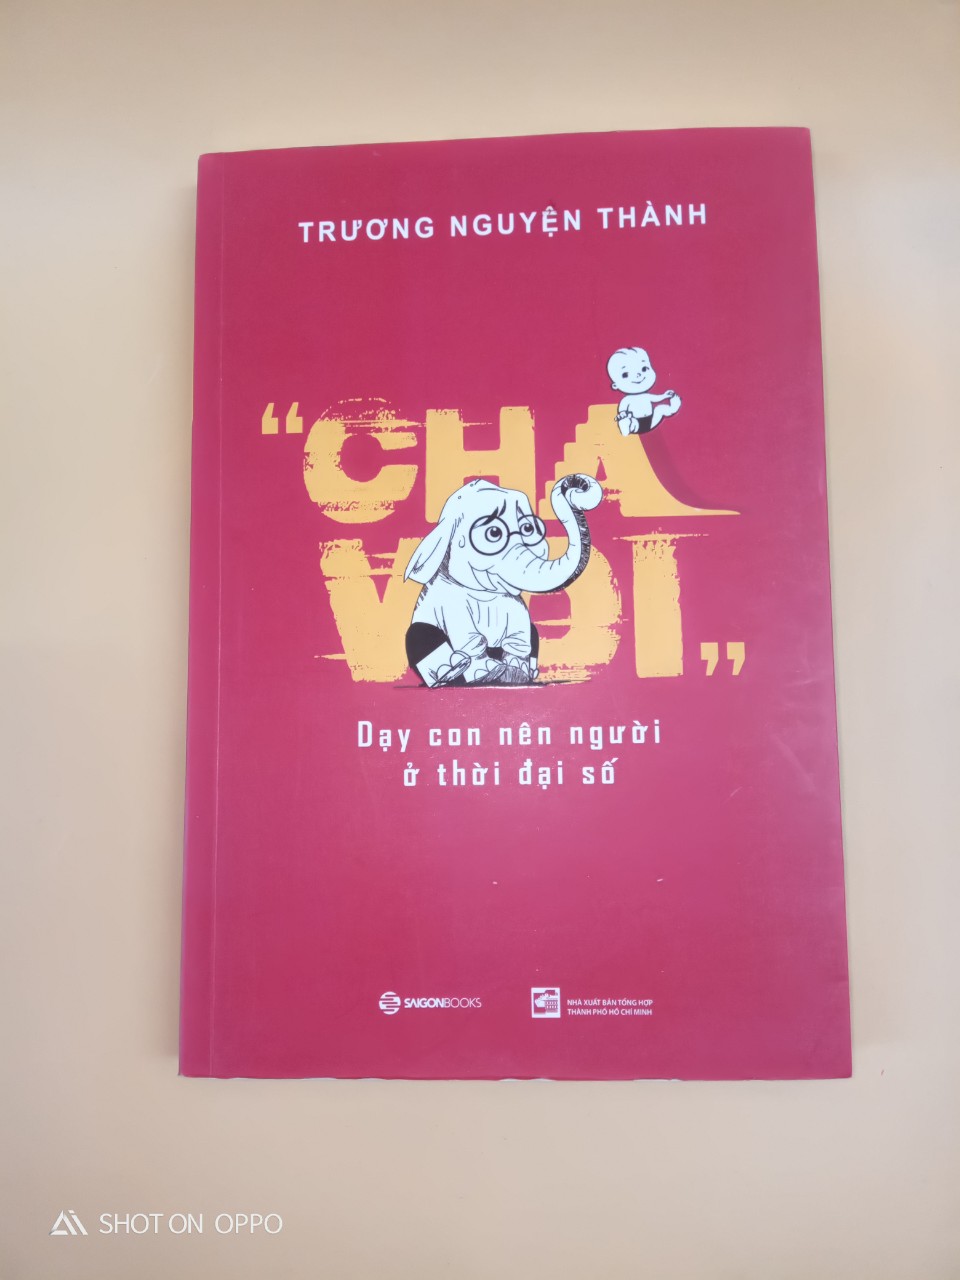 TRƯƠNG NGUYỆN THÀNH
“CHA
VOI”
Dạy con nên người
ở thời đại số
SAIGONBOOKS
NHÀ XUẤT BẢN TỔNG HỢP
THÀNH PHỐ HỒ CHÍ MINH
SHOT ON OPPO